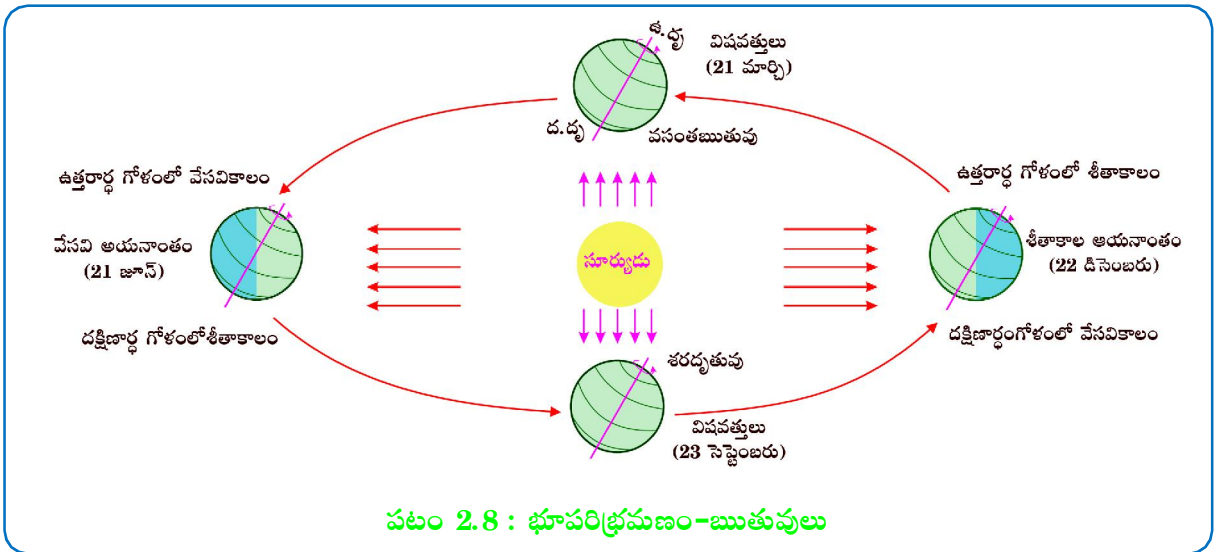 ఉ.ధృ
విషవత్తులు
(21 మార్చి)
ద.దృ
వసంతఋతువు
ఉత్తరార్ధ గోళంలో వేసవికాలం
ఉత్తరార్ధ గోళంలో శీతాకాలం
వేసవి అయనాంతం
(21 జూన్)
సూర్యుడు
శీతాకాల ఆయనాంతం
(22 డిసెంబరు)
దక్షిణార్ధ గోళంలోశీతాకాలం
దక్షిణార్ధంగోళంలో వేసవికాలం
శరదృతువు
విషవత్తులు
(23 సెప్టెంబరు)
పటం 2.8 : భూపరిభ్రమణం-ఋతువులు